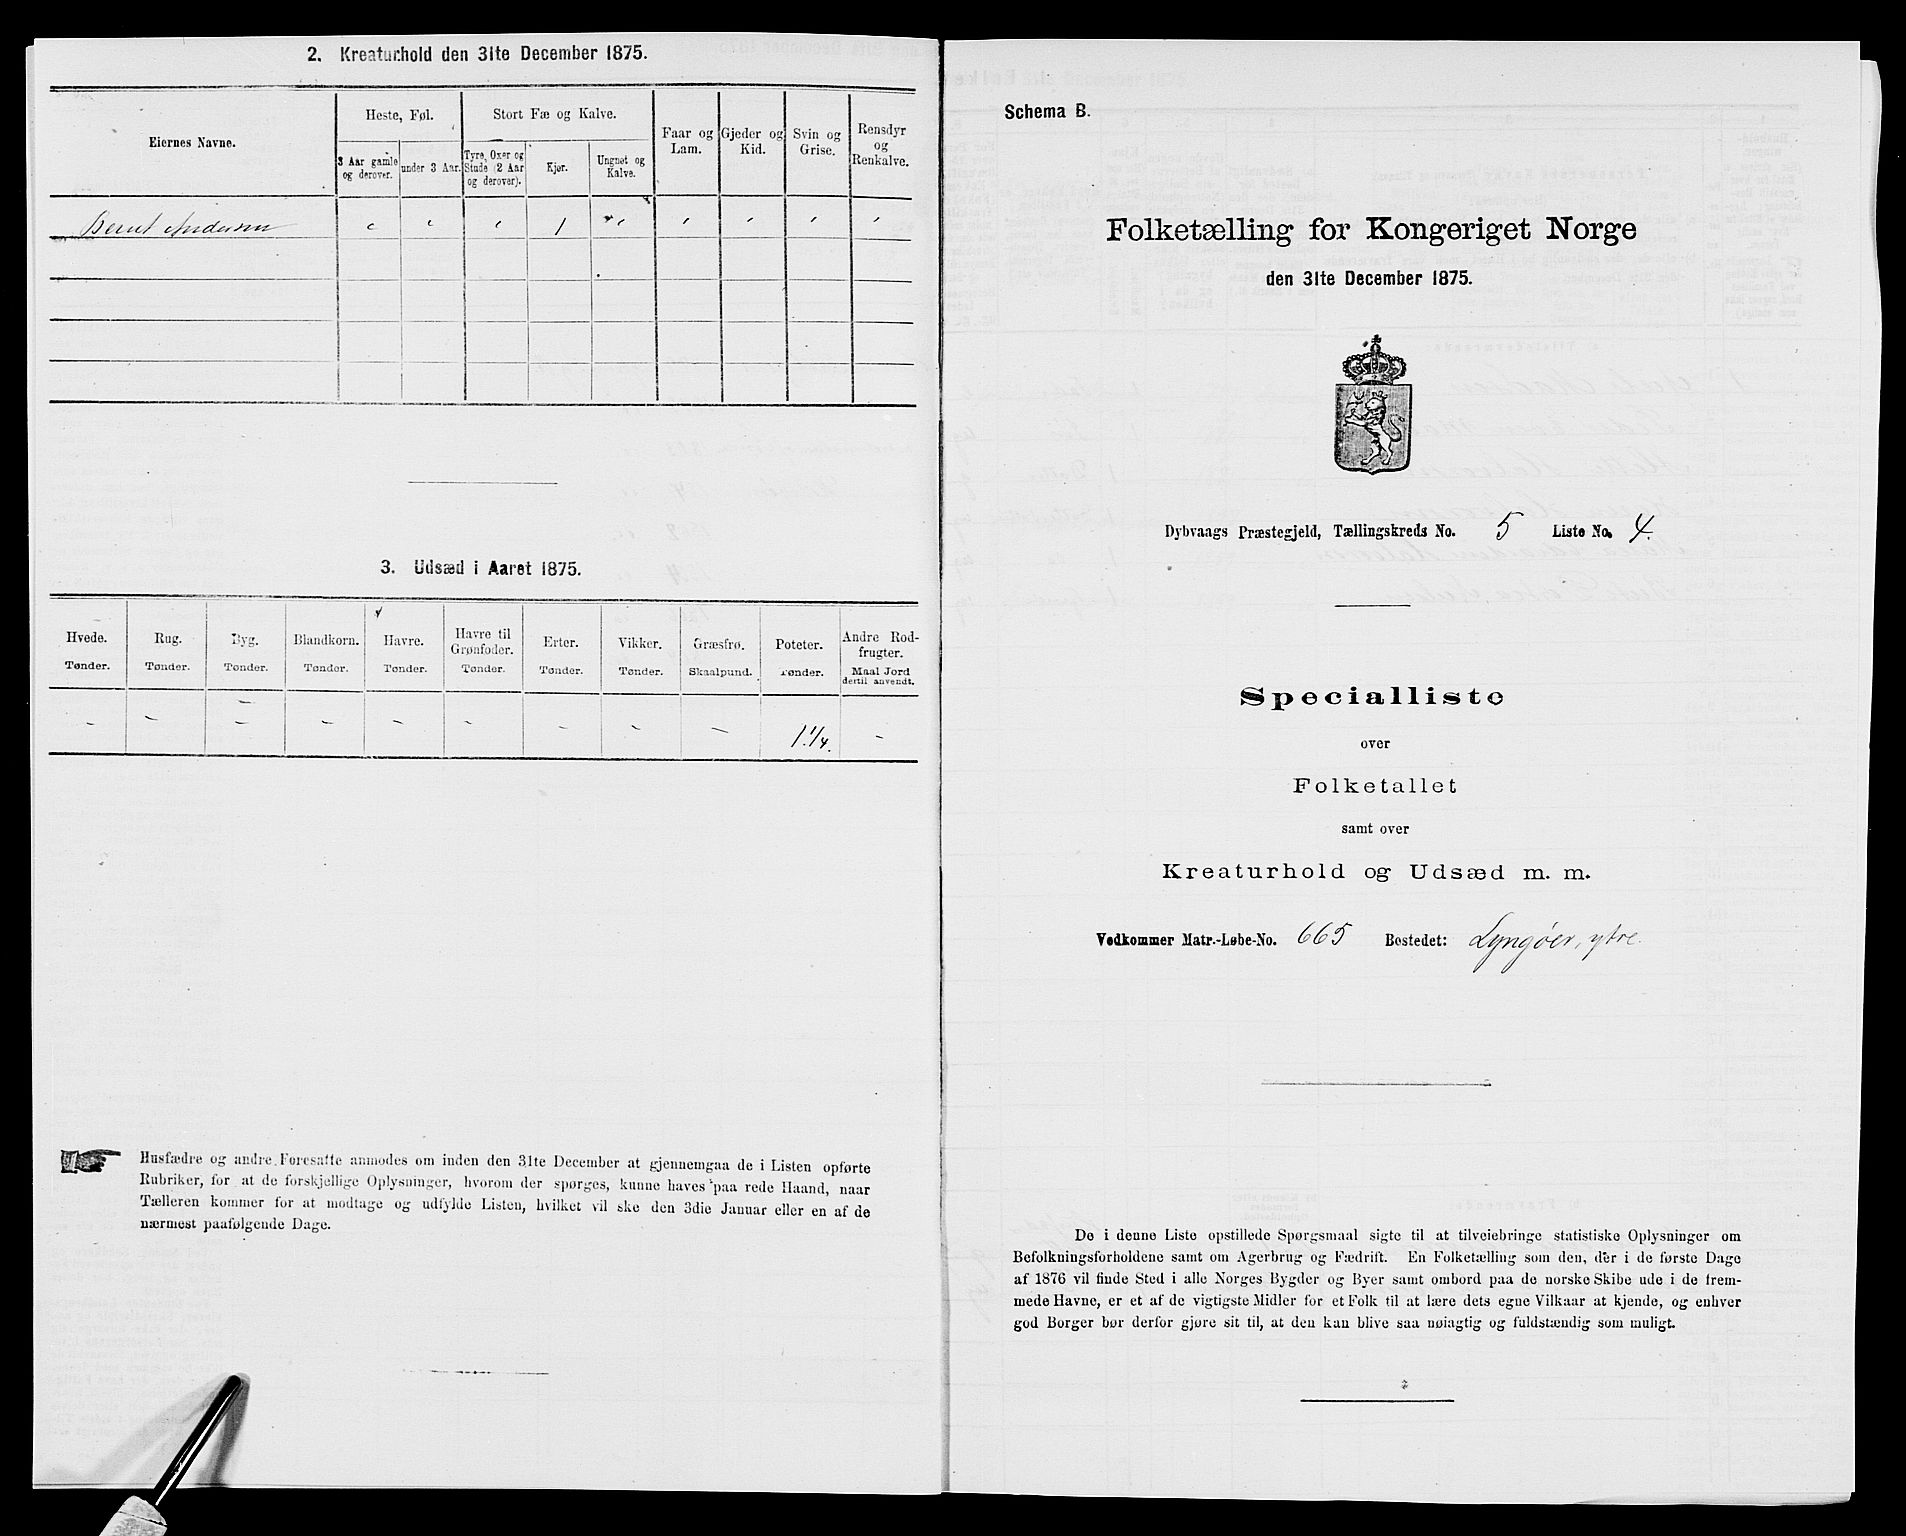 2. Kreaturhold den 31te December 1875.
Eiernes Navne.
Heste, Føl.
Stort Fæ og Kalve.
Faar og Lam.
Gjeder og Kid.
Svin og Grise.
Rensdyr og Renkalve.
3 Aar gamle og derover.
under 3 Aar.
Tyre, Oxer og Stude (2 Aar og derover).
Kjør.
Ungnøt og Kalve.
Bernt Andersen " " " 1 " " " " "
3. Udsæd i Aaret 1875.
Hvede. Rug. Byg. Blandkorn. Havre. Havre til Grønfoder. Erter. Vikker. Græsfrø. Poteter. Andre Rodfrugter.
Tønder. Tønder. Tønder. Tønder. Tønder. Tønder. Tønder. Tønder. Skaalpund. Tønder. Maal Jord dertil anvendt.
– – – – – – – – – 1 1/4. –
Husfædre og andre Foresatte anmodes om inden den 31te December at gjennemgaa de i Listen opførte
Rubriker, for at de forskjellige Oplysninger, hvorom der spørges, kunne haves paa rede Haand, naar
Tælleren kommer for at modtage og udfylde Listen, hvilket vil ske den 3die Januar eller en af de
nærmest paafølgende Dage.
Schema B.
Folketælling for Kongeriget Norge
den 31te December 1875.
Dybvaags Præstegjeld, Tællingskreds No. 5 Liste No. 4.
Specialliste
over
Folketallet
samt over
Kreaturhold og Udsæd m. m.
Vedkommer Matr.-Løbe-No. 665 Bostedet: Lyngöer, ytre.
De i denne Liste opstillede Spørgsmaal sigte til at tilveiebringe statistiske Oplysninger om
Befolkningsforholdene samt om Agerbrug og Fædrift. En Folketælling som den, der i de første Dage
af 1876 vil finde Sted i alle Norges Bygder og Byer samt ombord paa de norske Skibe ude i de frem-
mede Havne, er et af de vigtigste Midler for et Folk til at lære dets egne Vilkaar at kjende, og enhver
god Borger bør derfor gjøre sit til, at den kan blive saa nøiagtig og fuldstændig som muligt.